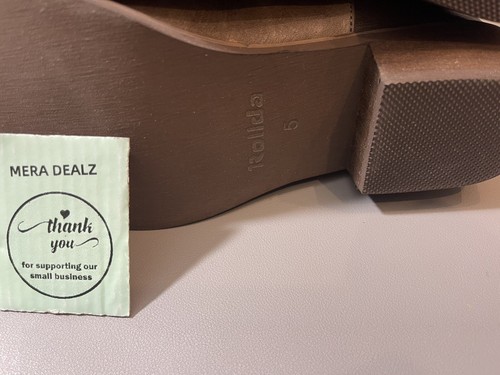 Rollda
5
MERA DEALZ
thank
you
for supporting our
small business